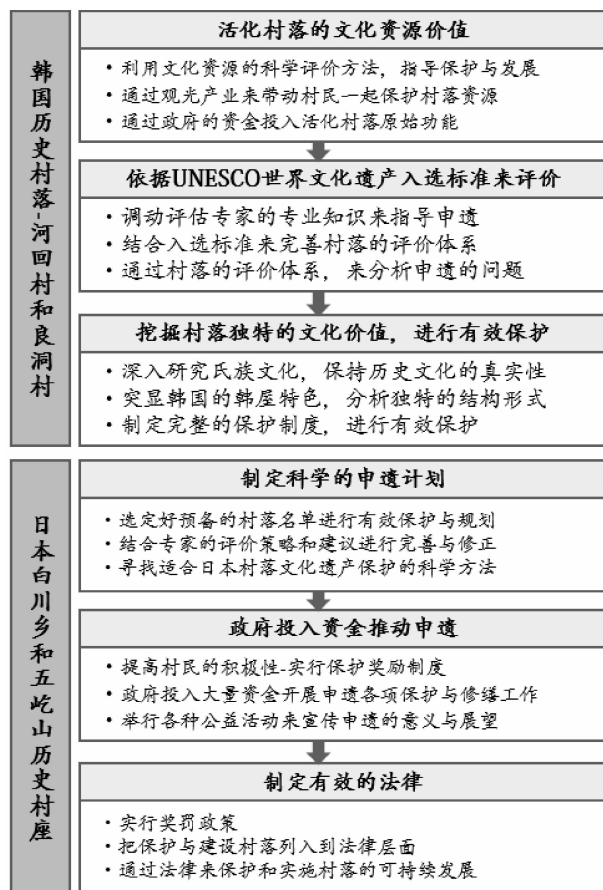 韩国历史村落-河回村和良洞村
活化村落的文化资源价值
• 利用文化资源的科学评价方法，指导保护与发展
• 通过观光产业来带动村民一起保护村落资源
• 通过政府的资金投入活化村落原始功能
依据UNESCO世界文化遗产入选标准来评价
• 调动评估专家的专业知识来指导申遗
• 结合入选标准来完善村落的评价体系
• 通过村落的评价体系，来分析申遗的问题
挖掘村落独特的文化价值，进行有效保护
• 深入研究氏族文化，保持历史文化的真实性
• 突显韩国的韩屋特色，分析独特的结构形式
• 制定完整的保护制度，进行有效保护
日本白川乡和五屹山历史村座
制定科学的申遗计划
• 选定好预备的村落名单进行有效保护与规划
• 结合专家的评价策略和建议进行完善与修正
• 寻找适合日本村落文化遗产保护的科学方法
政府投入资金推动申遗
• 提高村民的积极性-实行保护奖励制度
• 政府投入大量资金开展申遗各项保护与修缮工作
• 举行各种公益活动来宣传申遗的意义与展望
制定有效的法律
• 实行奖罚政策
• 把保护与建设村落列入到法律层面
• 通过法律来保护和实施村落的可持续发展